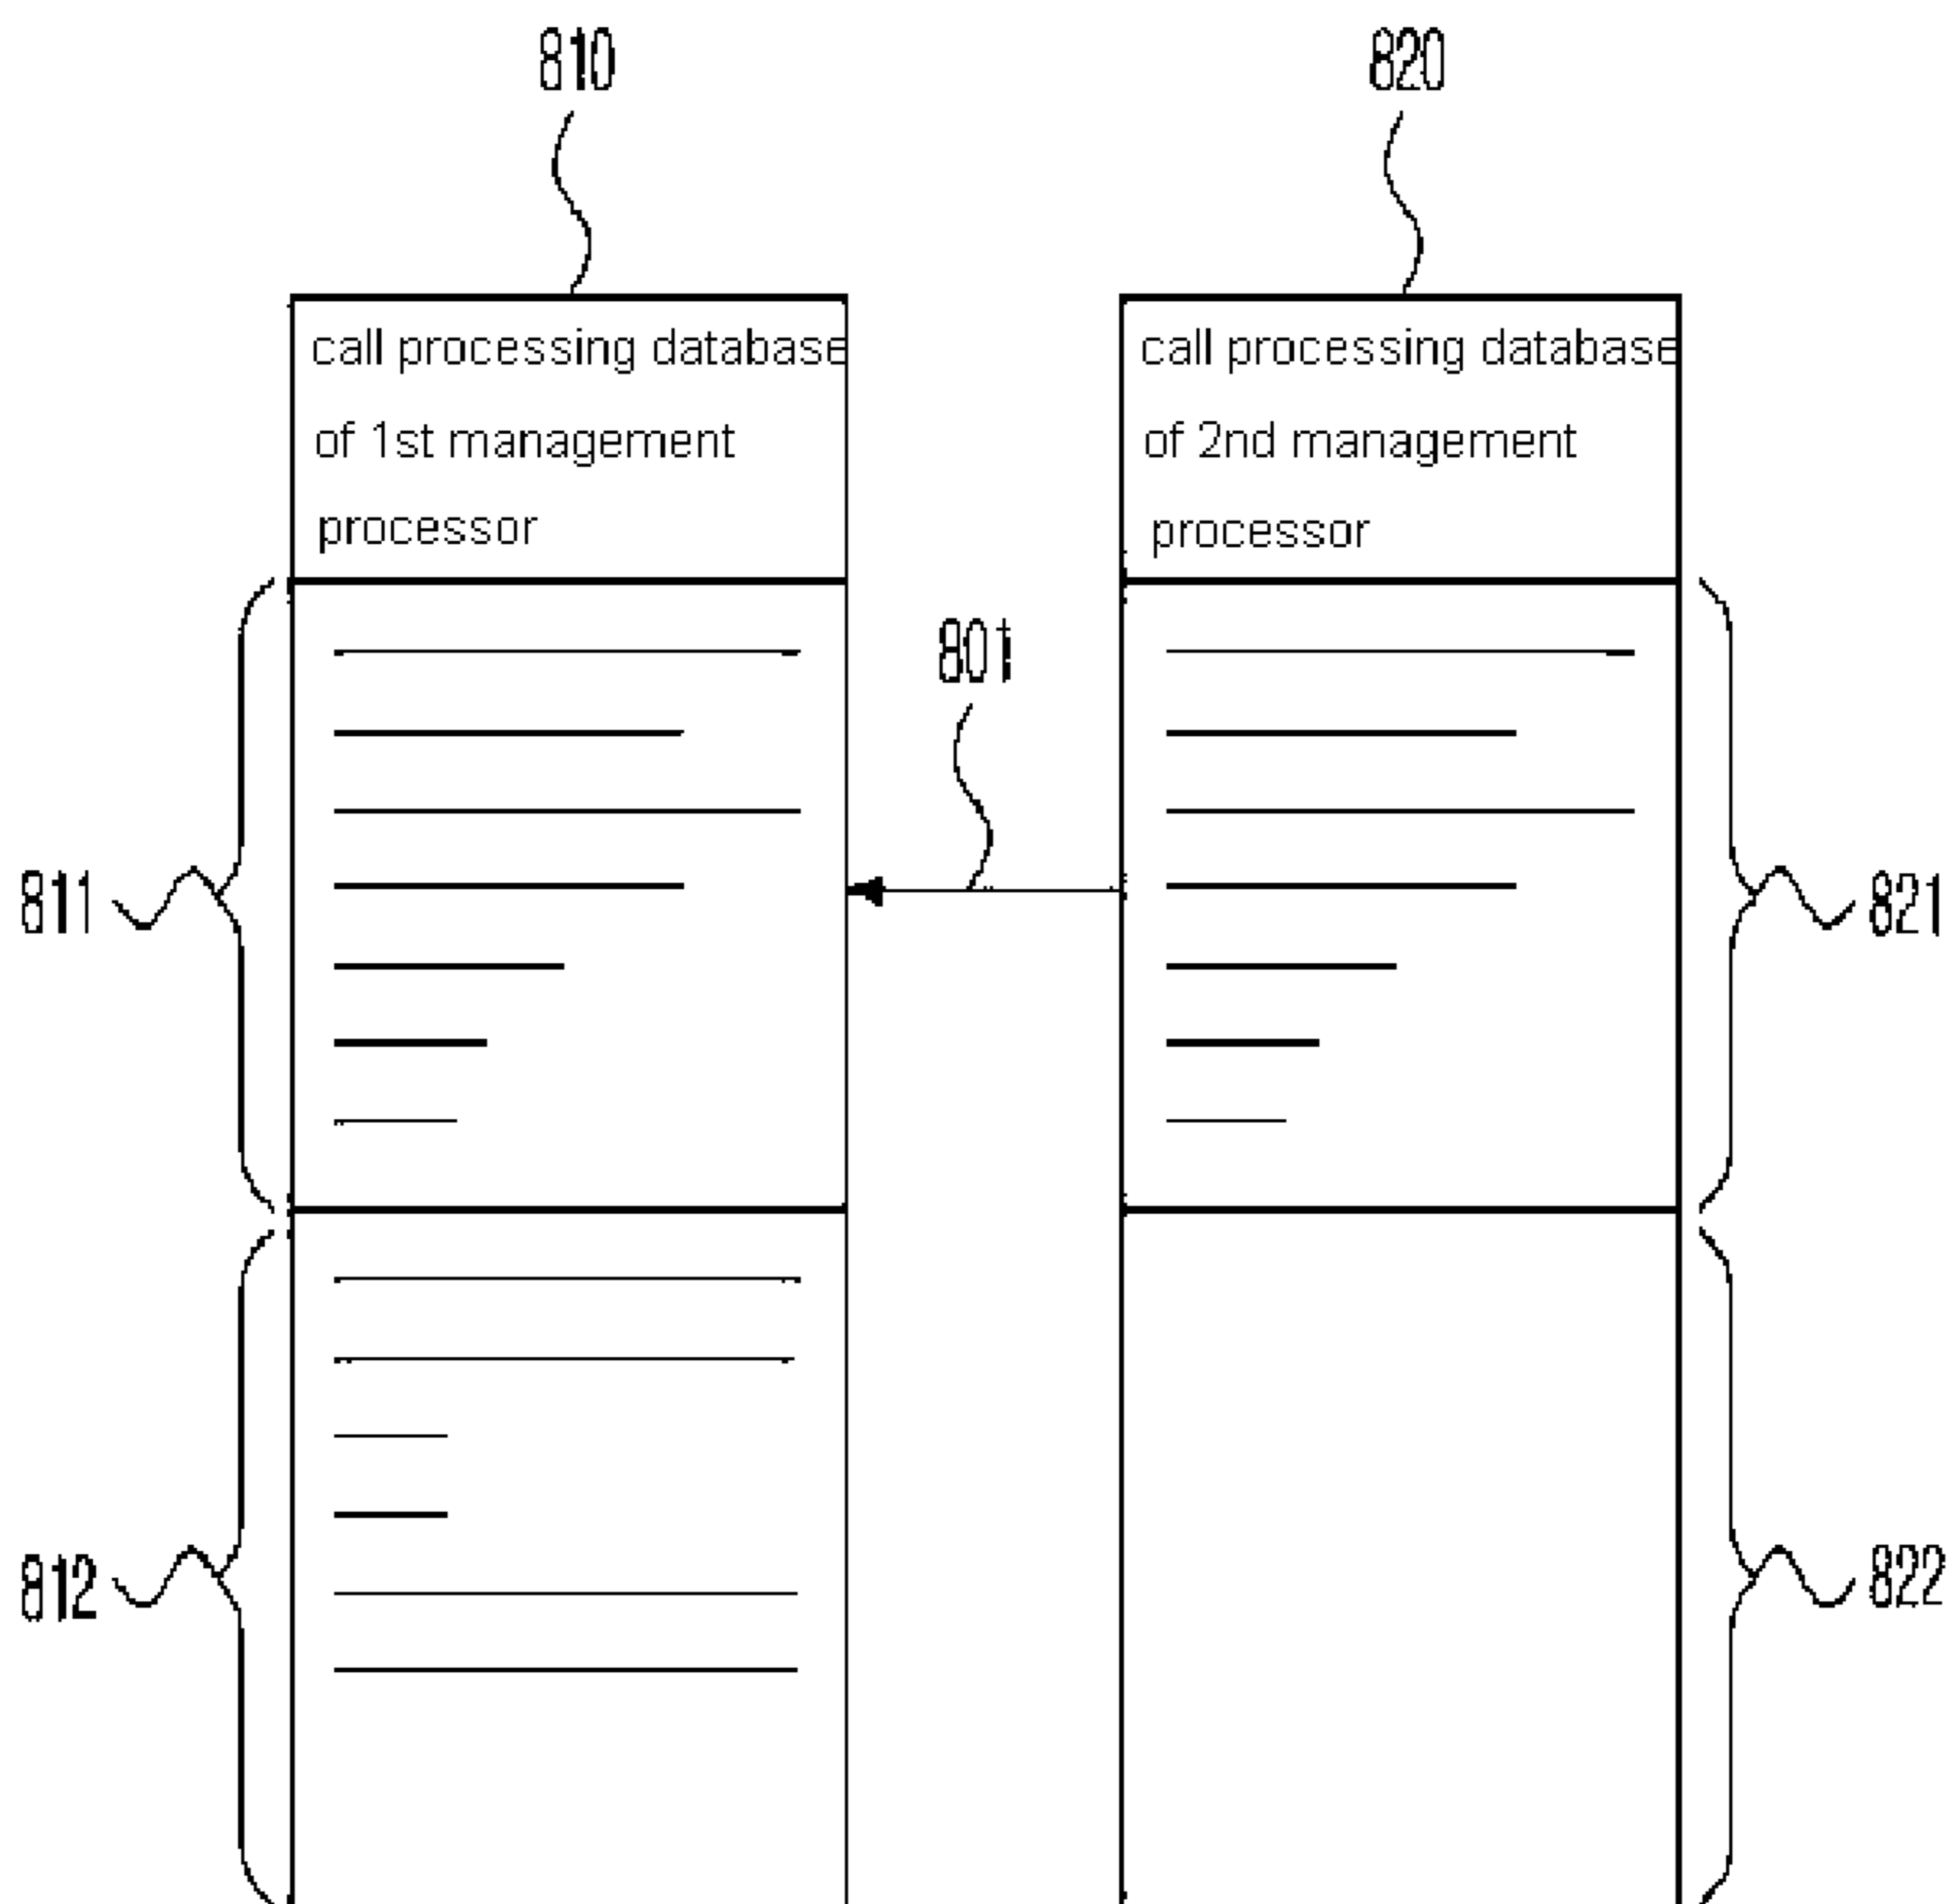 810
820
call processing database
of 1st management
processor
call processing database
of 2nd management
processor
801
811
821
812
822